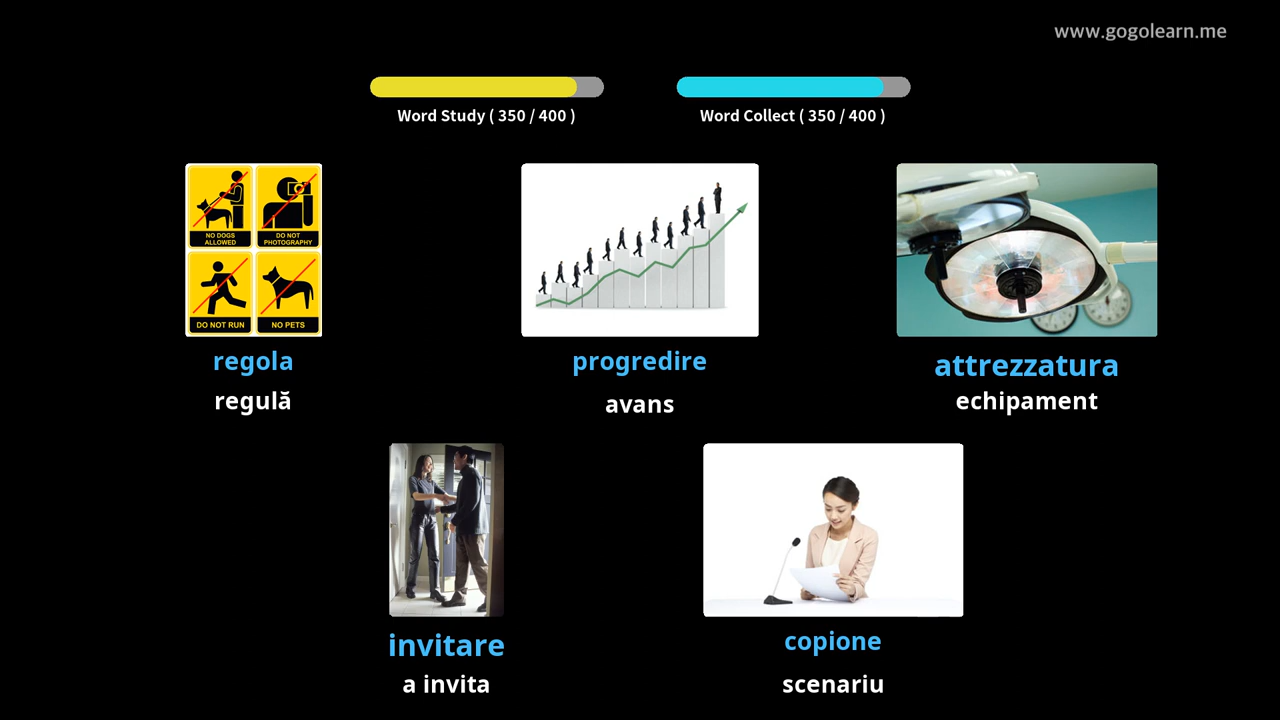 www.gogolearn.me
Word Study ( 350 / 400 )
Word Collect ( 350 / 400 )
NO DOGS
ALLOWED
DO NOT
PHOTOGRAPHY
DO NOT RUN
NO PETS
regola
progredire
attrezzatura
regulă
avans
echipament
invitare
copione
a invita
scenariu